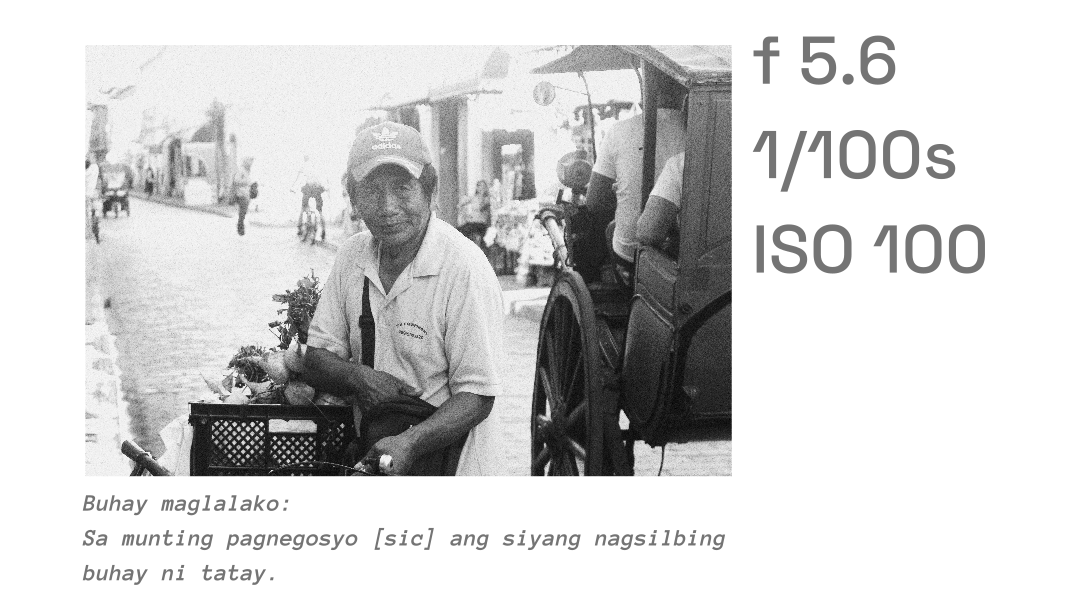 f 5.6
1/100s
ISO 100
adidas
Buhay maglalako:
Sa munting pagnegosyo [sic] ang siyang nagsilbing
buhay ni tatay.